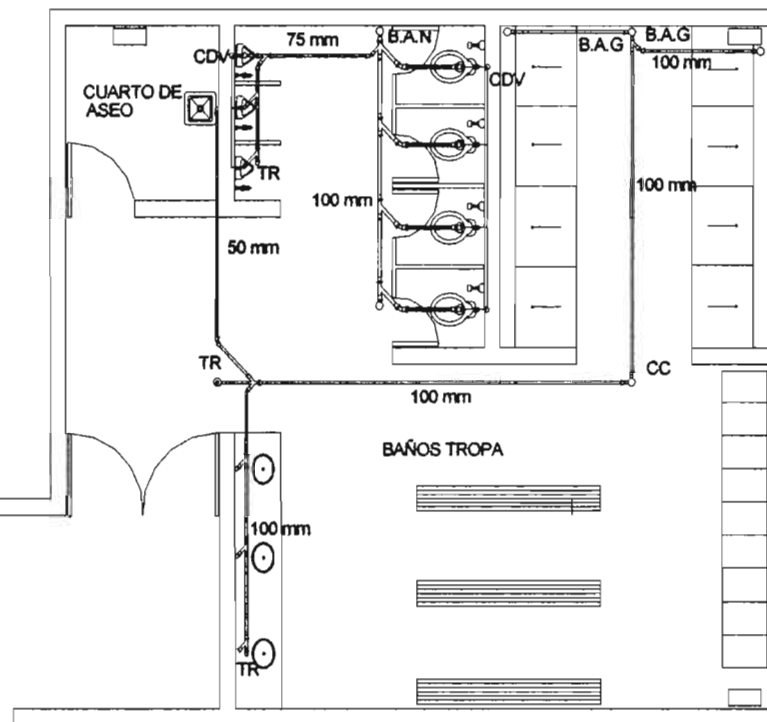 75 mm
B.A.N
B.A.G
B.A.G
CDV
100 mm
CDV
CUARTO DE
ASEO
TR
100 mm
100 mm
50 mm
TR
CC
100 mm
BAÑOS TROPA
100 mm
TR